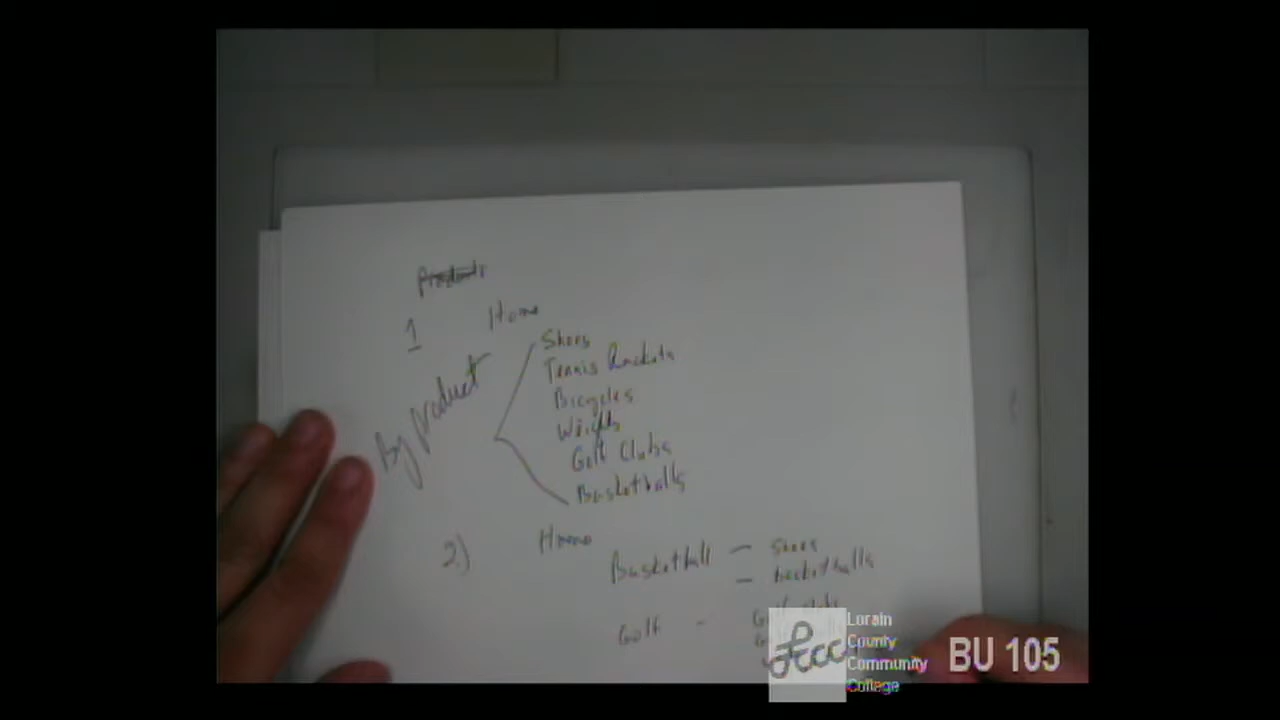 1 Home
By product
Shoes
Tennis Rackets
Bicycles
Weights
Golf Clubs
Basketballs
2.) Home
Basketball — Shoes
— basketballs
Golf -
Lorain
County
Community
College
lccc
BU 105